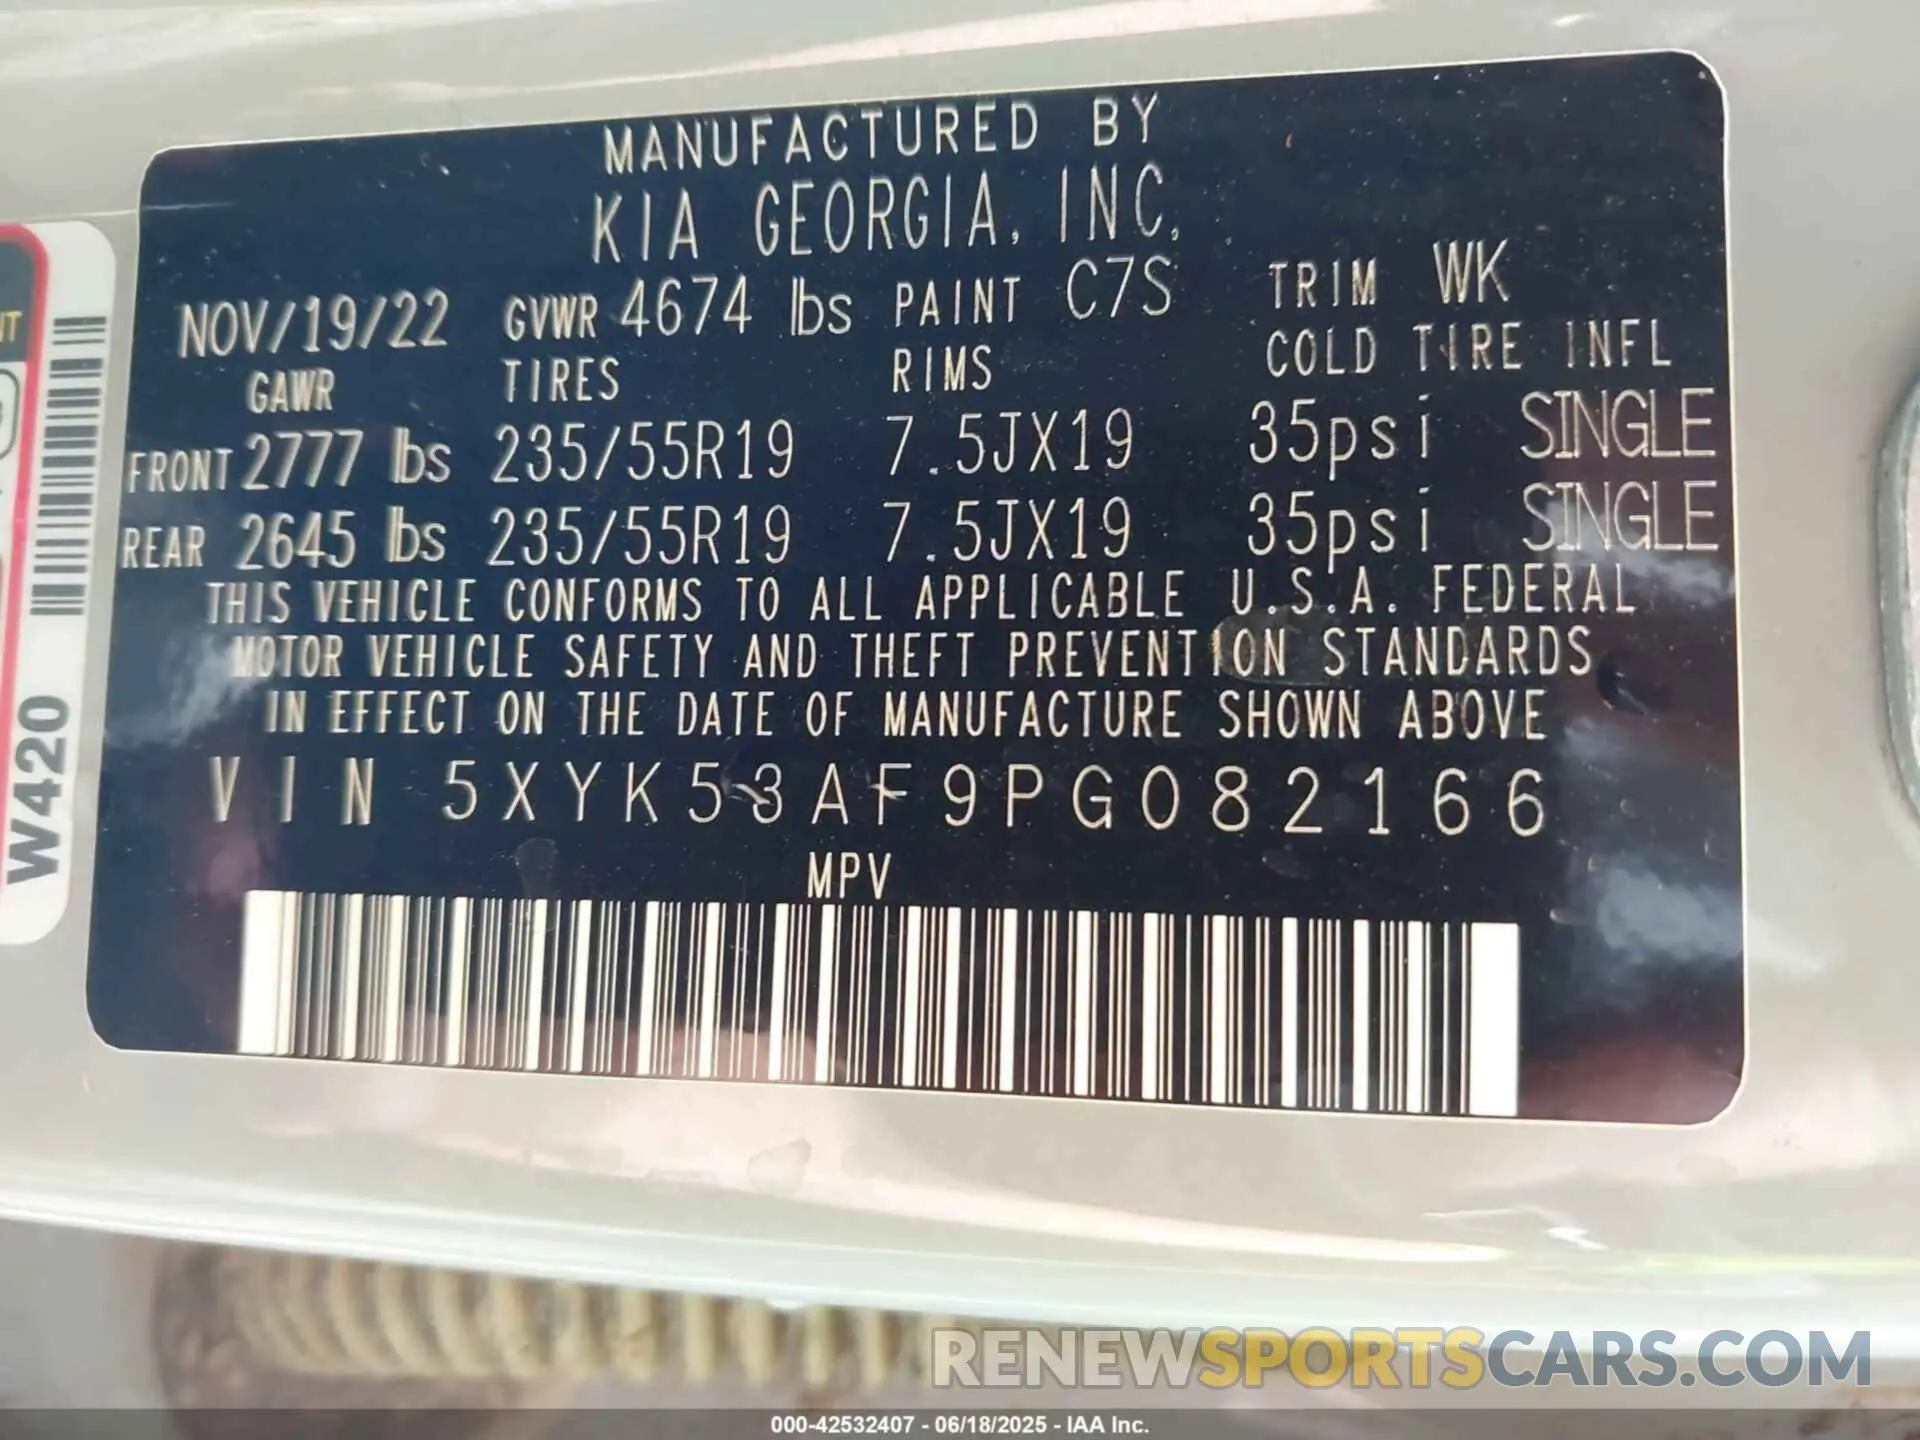 MANUFACTURED BY
KIA GEORGIA, INC.
NOV/19/22 GVWR 4674 lbs PAINT C7S TRIM WK
GAWR TIRES RIMS COLD TIRE INFL
FRONT 2777 lbs 235/55R19 7.5JX19 35psi SINGLE
REAR 2645 lbs 235/55R19 7.5JX19 35psi SINGLE
THIS VEHICLE CONFORMS TO ALL APPLICABLE U.S.A. FEDERAL
MOTOR VEHICLE SAFETY AND THEFT PREVENTION STANDARDS
IN EFFECT ON THE DATE OF MANUFACTURE SHOWN ABOVE
VIN 5XYK53AF9PG082166
MPV
W420
RENEWSPORTSCARS.COM
000-42532407 - 06/18/2025 - IAA Inc.